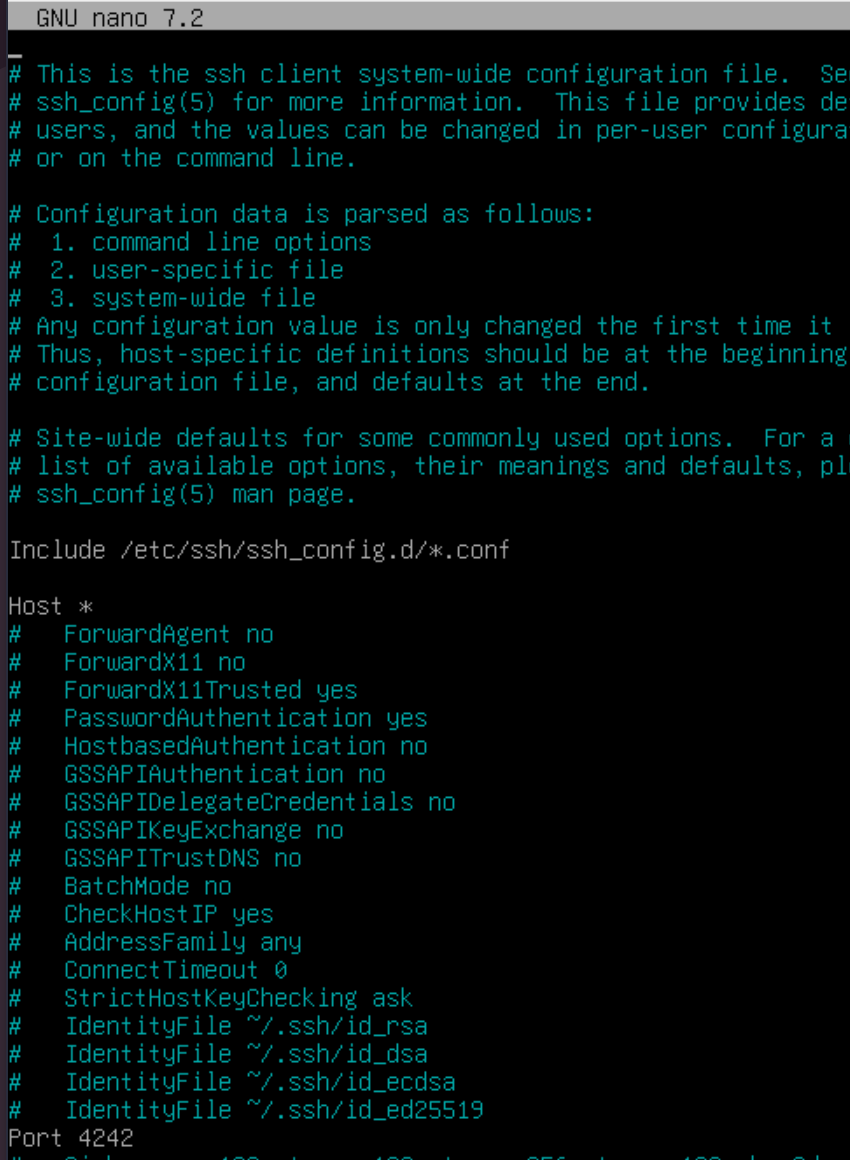 GNU nano 7.2
# This is the ssh client system-wide configuration file.  Se
# ssh_config(5) for more information.  This file provides de
# users, and the values can be changed in per-user configura
# or on the command line.
# Configuration data is parsed as follows:
#  1. command line options
#  2. user-specific file
#  3. system-wide file
# Any configuration value is only changed the first time it
# Thus, host-specific definitions should be at the beginning
# configuration file, and defaults at the end.
# Site-wide defaults for some commonly used options.  For a
# list of available options, their meanings and defaults, pl
# ssh_config(5) man page.
Include /etc/ssh/ssh_config.d/*.conf
Host *
#   ForwardAgent no
#   ForwardX11 no
#   ForwardX11Trusted yes
#   PasswordAuthentication yes
#   HostbasedAuthentication no
#   GSSAPIAuthentication no
#   GSSAPIDelegateCredentials no
#   GSSAPIKeyExchange no
#   GSSAPITrustDNS no
#   BatchMode no
#   CheckHostIP yes
#   AddressFamily any
#   ConnectTimeout 0
#   StrictHostKeyChecking ask
#   IdentityFile ~/.ssh/id_rsa
#   IdentityFile ~/.ssh/id_dsa
#   IdentityFile ~/.ssh/id_ecdsa
#   IdentityFile ~/.ssh/id_ed25519
Port 4242